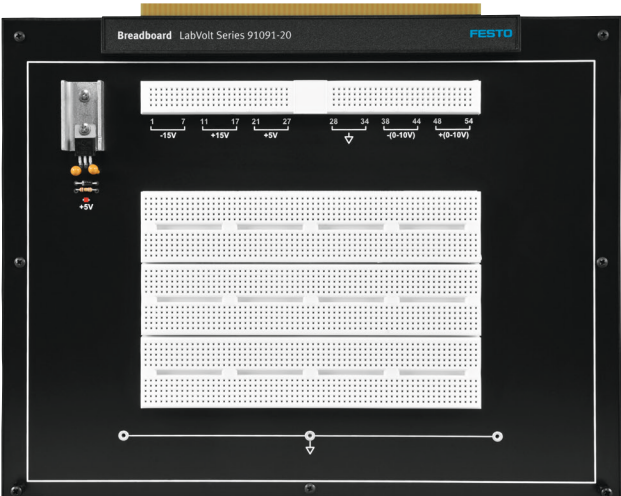 Breadboard LabVolt Series 91091-20 FESTO
1 7 11 17 21 27 28 34 38 44 48 54
-15V +15V +5V -(0-10V) +(0-10V)
+5V